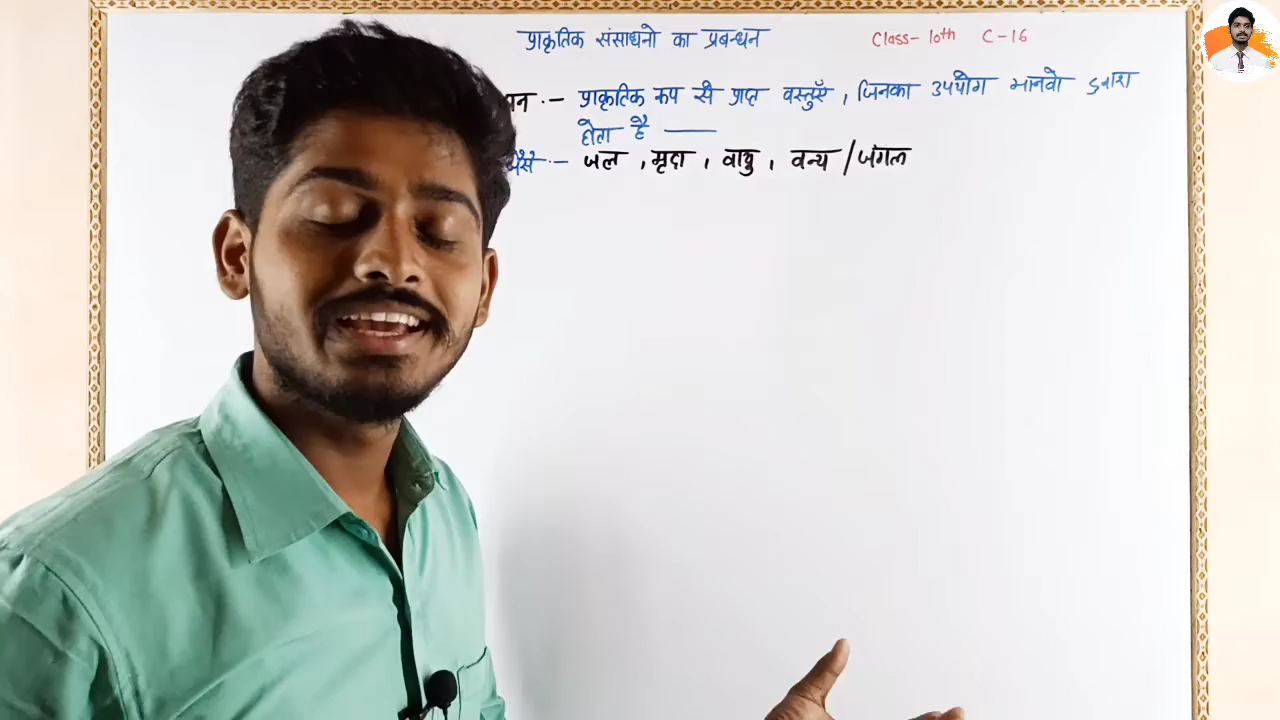 प्राकृतिक संसाधनो का प्रबन्धन Class- 10th C-16
न :- प्राकृतिक रूप से प्राप्त वस्तुएँ , जिनका उपयोग मानवो द्वारा
होता है —
जैसे :- जल , मृदा , वायु , वन्य / जंगल